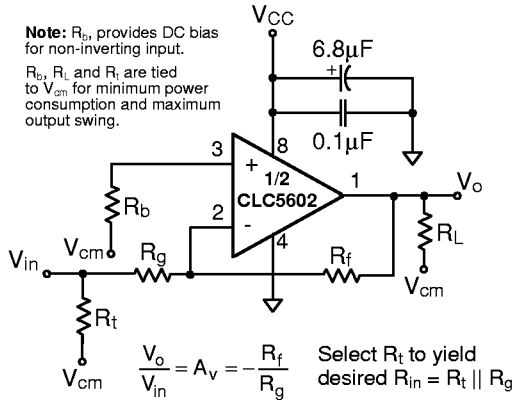 Note: Rb, provides DC bias
for non-inverting input.
Rb, RL and Rt are tied
to Vcm for minimum power
consumption and maximum
output swing.
VCC
6.8μF
+
0.1μF
3
8
+
1/2
CLC5602
1
Vo
Rb
2
-
4
RL
Vcm
Rg
Rf
Vcm
Vin
Rt
Vcm
Vo/Vin = Av = -Rf/Rg
Select Rt to yield
desired Rin = Rt || Rg